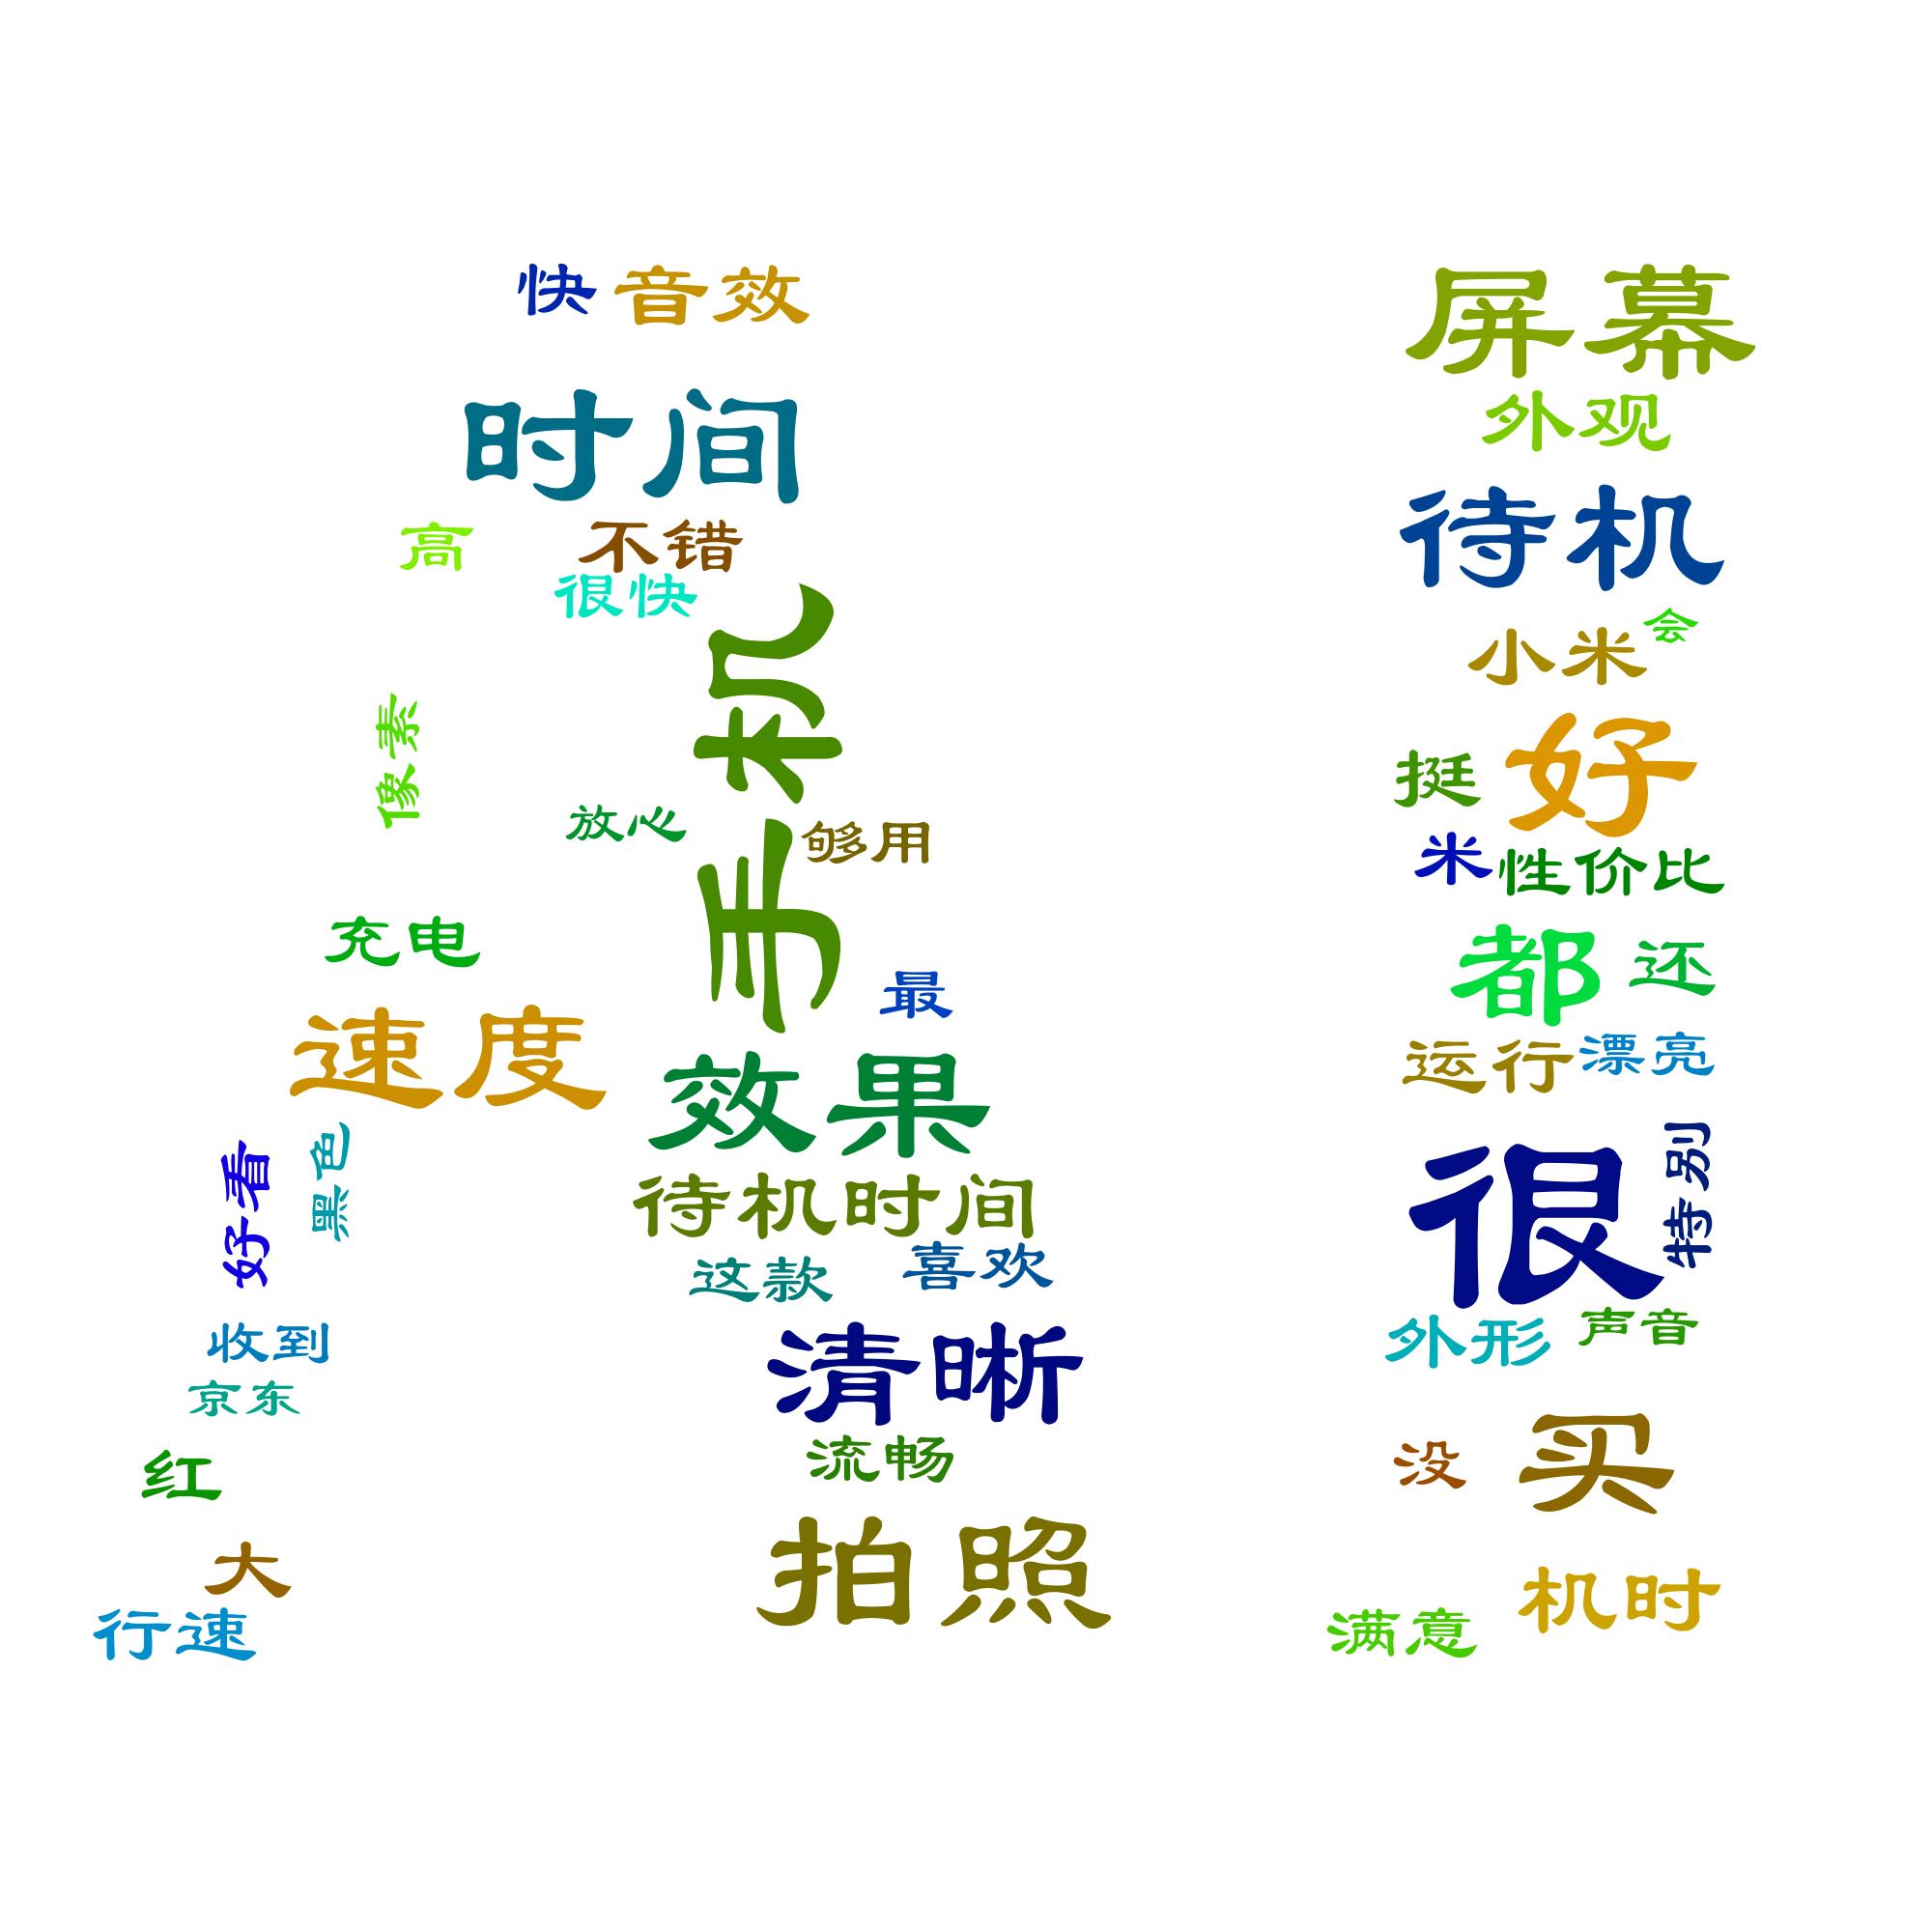 快 音效
屏幕
时间
外观
待机
高 不错
很快
手机
会
小米
像素
好
挺
放心 够用
米 性价比
充电
都 还
最
速度
运行 漂亮
效果
好看 黑色
很 特别
待机时间
这款 喜欢
收到
清晰
外形 声音
京东
红
流畅
没 买
大
拍照
机时
行速
满意